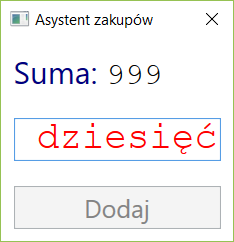 Asystent zakupów
Suma: 999
dziesięć
Dodaj